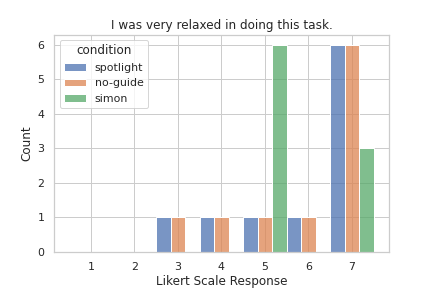 I was very relaxed in doing this task.
condition
spotlight
no-guide
simon
Count
6
5
4
3
2
1
0
1 2 3 4 5 6 7
Likert Scale Response